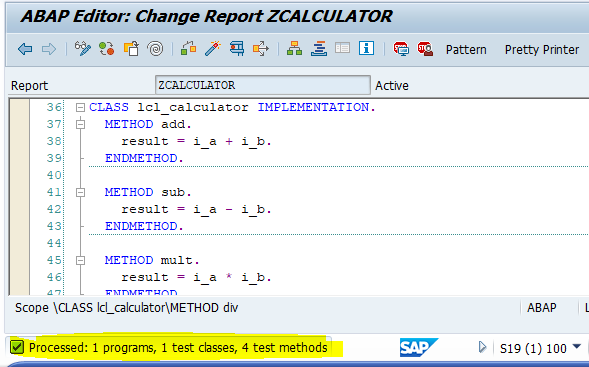 ABAP Editor: Change Report ZCALCULATOR
Pattern Pretty Printer
Report ZCALCULATOR Active
36 CLASS lcl_calculator IMPLEMENTATION.
37 METHOD add.
38 result = i_a + i_b.
39 ENDMETHOD.
40
41 METHOD sub.
42 result = i_a - i_b.
43 ENDMETHOD.
44
45 METHOD mult.
46 result = i_a * i_b.
47 ENDMETHOD.
Scope \CLASS lcl_calculator\METHOD div ABAP L
Processed: 1 programs, 1 test classes, 4 test methods SAP S19 (1) 100